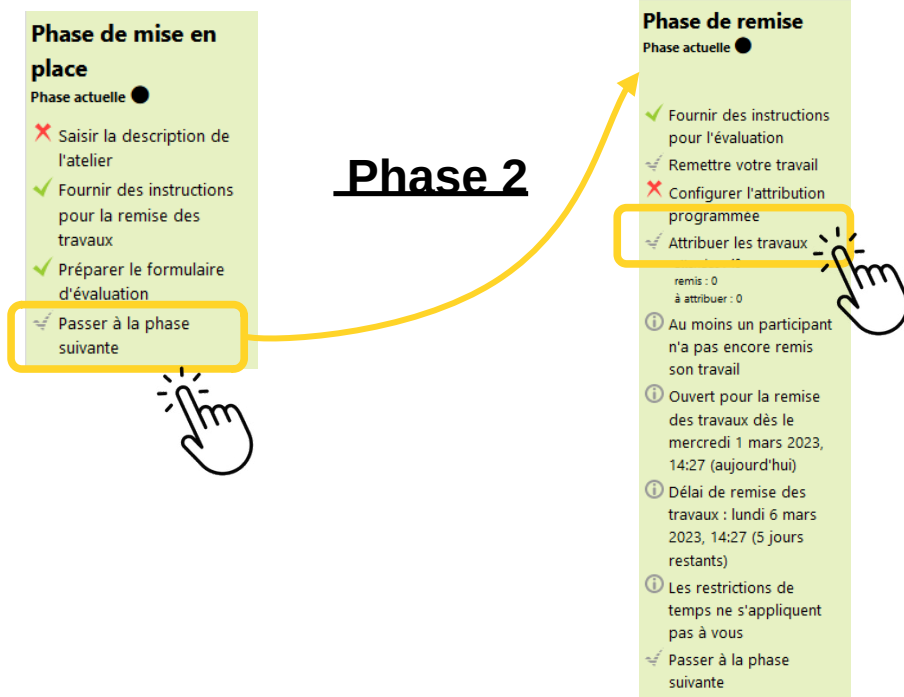 Phase de mise en
place
Phase actuelle
Saisir la description de
l'atelier
Fournir des instructions
pour la remise des
travaux
Préparer le formulaire
d'évaluation
Passer à la phase
suivante
Phase 2
Phase de remise
Phase actuelle
Fournir des instructions
pour l'évaluation
Remettre votre travail
Configurer l'attribution
programmée
Attribuer les travaux
remis : 0
à attribuer : 0
Au moins un participant
n'a pas encore remis
son travail
Ouvert pour la remise
des travaux dès le
mercredi 1 mars 2023,
14:27 (aujourd'hui)
Délai de remise des
travaux : lundi 6 mars
2023, 14:27 (5 jours
restants)
Les restrictions de
temps ne s'appliquent
pas à vous
Passer à la phase
suivante